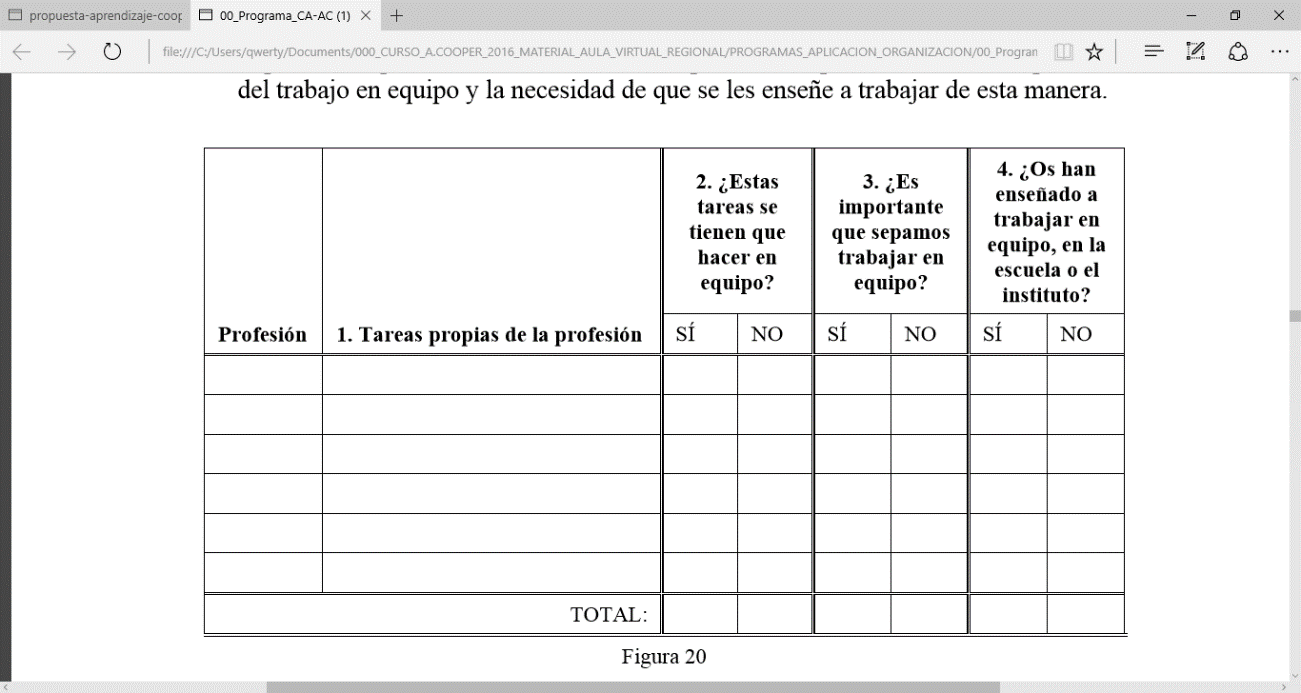 propuesta-aprendizaje-coop
00_Programa_CA-AC (1)
file:///C:/Users/qwerty/Documents/000_CURSO_A.COOPER_2016_MATERIAL_AULA_VIRTUAL_REGIONAL/PROGRAMAS_APLICACION_ORGANIZACION/00_Program
del trabajo en equipo y la necesidad de que se les enseñe a trabajar de esta manera.
Profesión
1. Tareas propias de la profesión
2. ¿Estas
tareas se
tienen que
hacer en
equipo?
3. ¿Es
importante
que sepamos
trabajar en
equipo?
4. ¿Os han
enseñado a
trabajar en
equipo, en la
escuela o el
instituto?
SÍ NO SÍ NO SÍ NO
TOTAL:
Figura 20